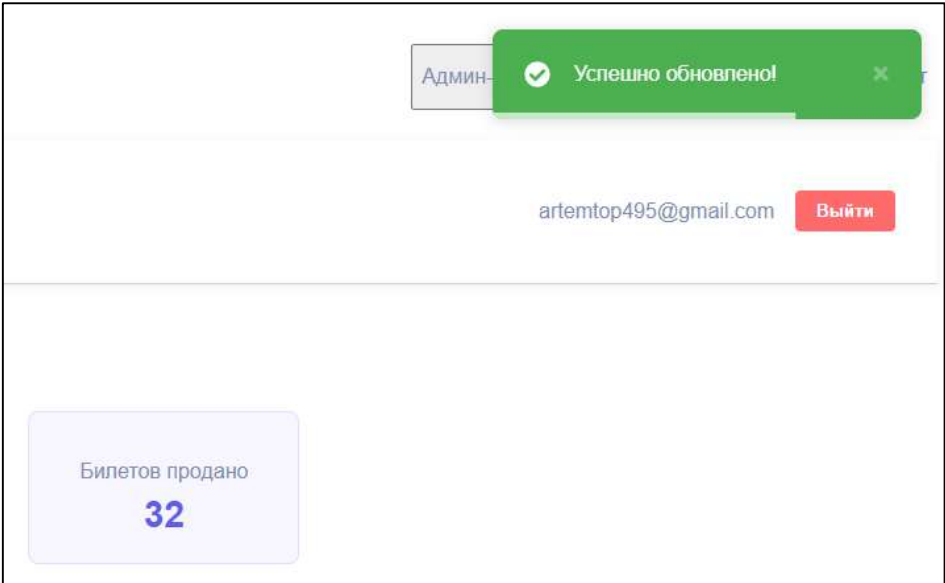 Админ-
Успешно обновлено!
artemtop495@gmail.com
Выйти
Билетов продано
32